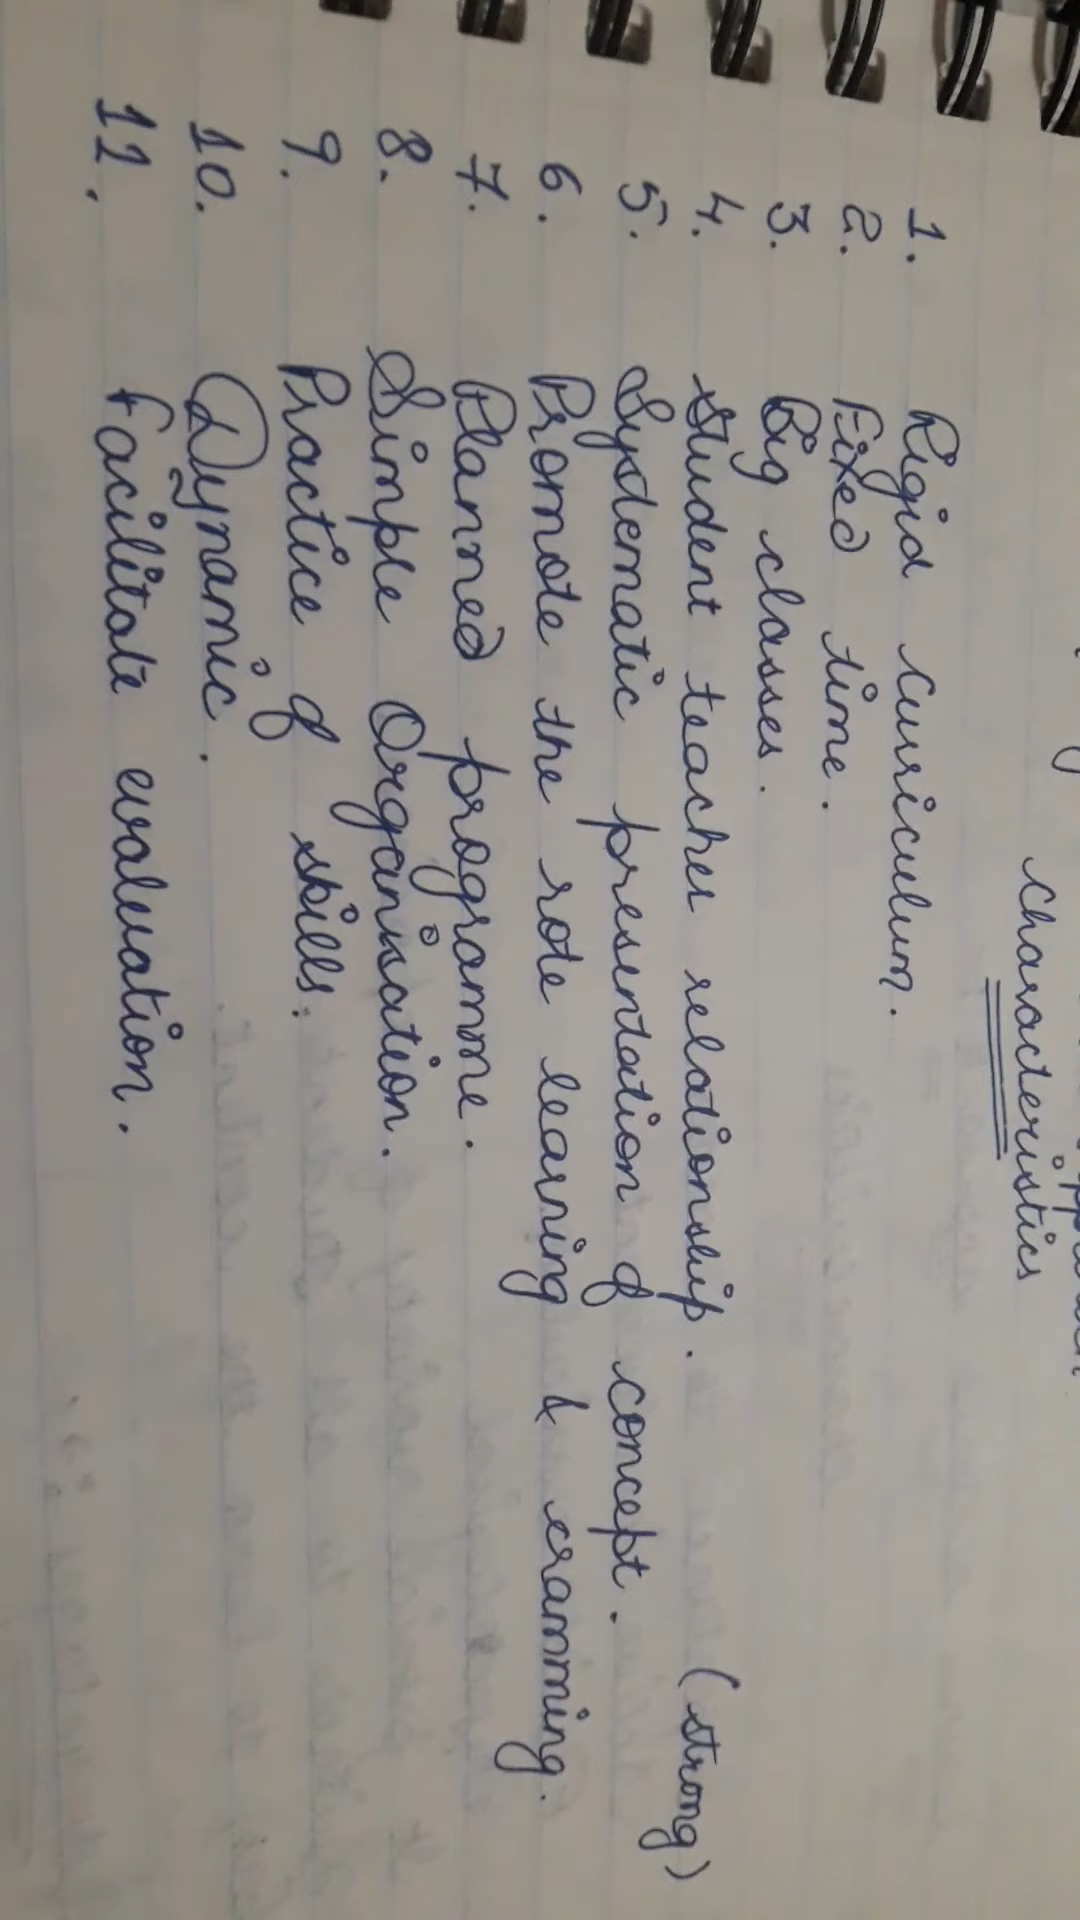 Characteristics
1. Rigid Curriculum.
2. Fixed time.
3. Big classes.
4. Student teacher relationship. (strong)
5. Systematic presentation of concept.
6. Promote the rote learning & cramming.
7. Planned programme.
8. Simple Organisation.
9. Practice of skills.
10. Dynamic.
11. Facilitate evaluation.